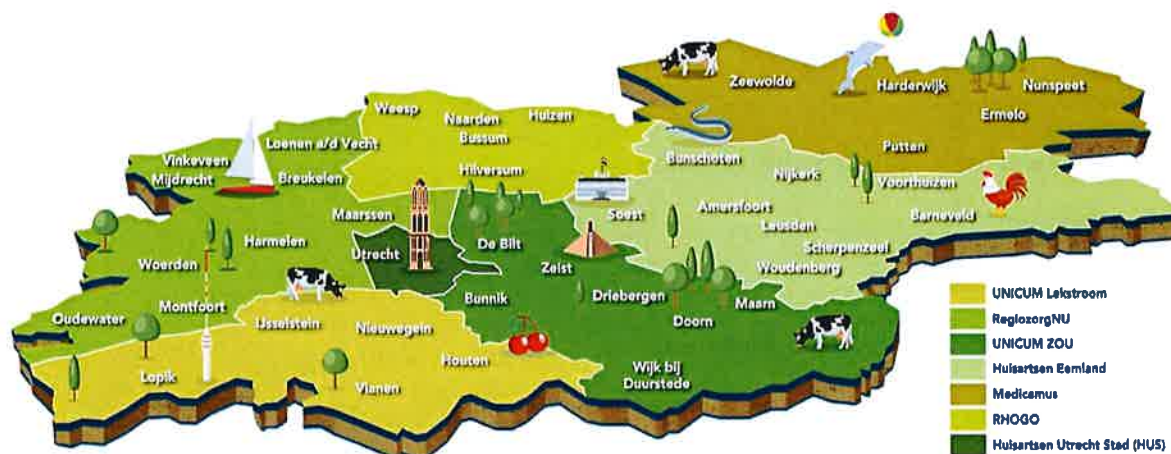 Zeewolde
Harderwijk
Nunspeet
Ermelo
Putten
Weesp
Naarden
Bussum
Huizen
Hilversum
Loenen a/d Vecht
Vinkeveen
Mijdrecht
Breukelen
Maarssen
Bunschoten
Nijkerk
Voorthuizen
Soest
Amersfoort
Leusden
Barneveld
Scherpenzeel
Woudenberg
Harmelen
Woerden
Utrecht
De Bilt
Zeist
Montfoort
Oudewater
Bunnik
Driebergen
Maarn
Doorn
IJsselstein
Nieuwegein
Houten
Wijk bij
Duurstede
Lopik
Vianen
UNICUM Lekstroom
RegiozorgNU
UNICUM ZOU
Huisartsen Eemland
Medicamus
RHOGO
Huisartsen Utrecht Stad (HUS)